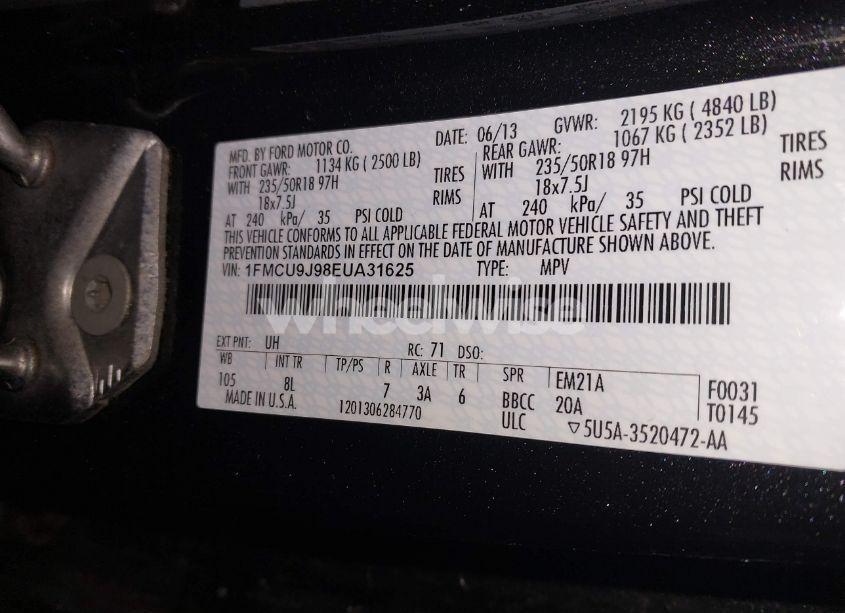 MFD. BY FORD MOTOR CO.
DATE: 06/13 GVWR: 2195 KG ( 4840 LB)
FRONT GAWR: 1134 KG ( 2500 LB) REAR GAWR: 1067 KG ( 2352 LB)
WITH 235/50R18 97H TIRES WITH 235/50R18 97H TIRES
18x7.5J RIMS 18x7.5J RIMS
AT 240 kPa/ 35 PSI COLD AT 240 kPa/ 35 PSI COLD
THIS VEHICLE CONFORMS TO ALL APPLICABLE FEDERAL MOTOR VEHICLE SAFETY AND THEFT
PREVENTION STANDARDS IN EFFECT ON THE DATE OF MANUFACTURE SHOWN ABOVE.
VIN: 1FMCU9J98EUA31625 TYPE: MPV
wheelwise
EXT PNT: UH RC: 71 DSO:
WB INT TR TP/PS R AXLE TR SPR EM21A F0031
105 8L 7 3A 6 BBCC 20A T0145
MADE IN U.S.A. 1201306284770 ULC ▽5U5A-3520472-AA